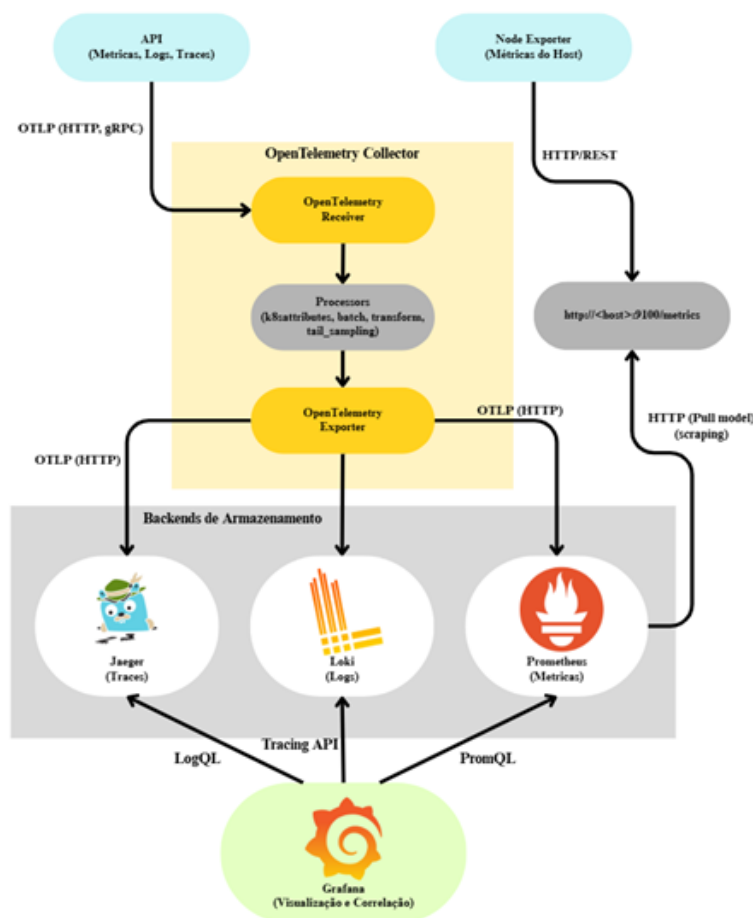 API
(Metricas, Logs, Traces)
Node Exporter
(Métricas do Host)
OTLP (HTTP, gRPC)
HTTP/REST
OpenTelemetry Collector
OpenTelemetry
Receiver
Processors
(k8sattributes, batch, transform,
tail_sampling)
http://<host>:9100/metrics
OpenTelemetry
Exporter
OTLP (HTTP)
HTTP (Pull model)
(scraping)
OTLP (HTTP)
Backends de Armazenamento
Jaeger
(Traces)
Loki
(Logs)
Prometheus
(Metricas)
LogQL
Tracing API
PromQL
Grafana
(Visualização e Correlação)